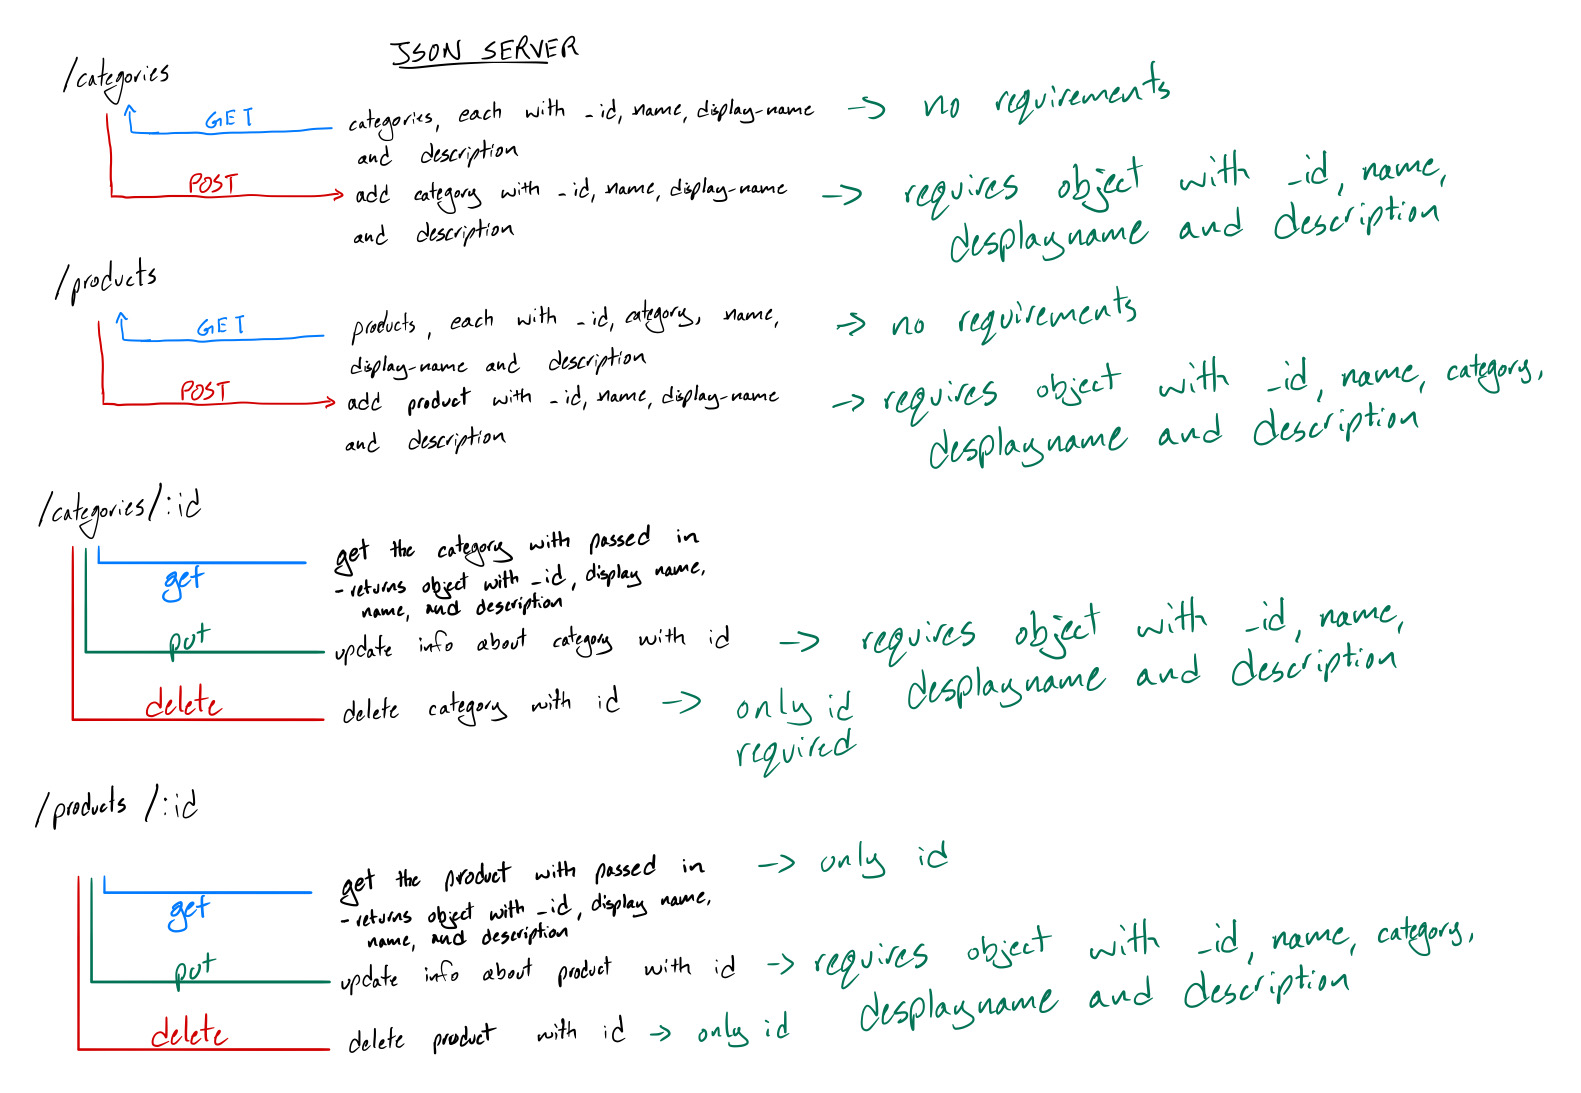 JSON SERVER
/categories
GET
categories, each with _id, name, display-name → no requirements
and description
POST
add category with _id, name, display-name → requires object with _id, name,
and description
desplayname and description
/products
GET
products, each with _id, category, name, → no requirements
display-name and description
POST
add product with _id, name, display-name → requires object with _id, name, category,
and description
desplayname and description
/categories/:id
get
get the category with passed in
- returns object with _id, display name,
name, and description
put
update info about category with id → requires object with _id, name,
desplayname and description
delete
delete category with id → only id
required
/products/:id
get
get the product with passed in → only id
- returns object with _id, display name,
name, and description
put
update info about product with id → requires object with _id, name, category,
desplayname and description
delete
delete product with id → only id